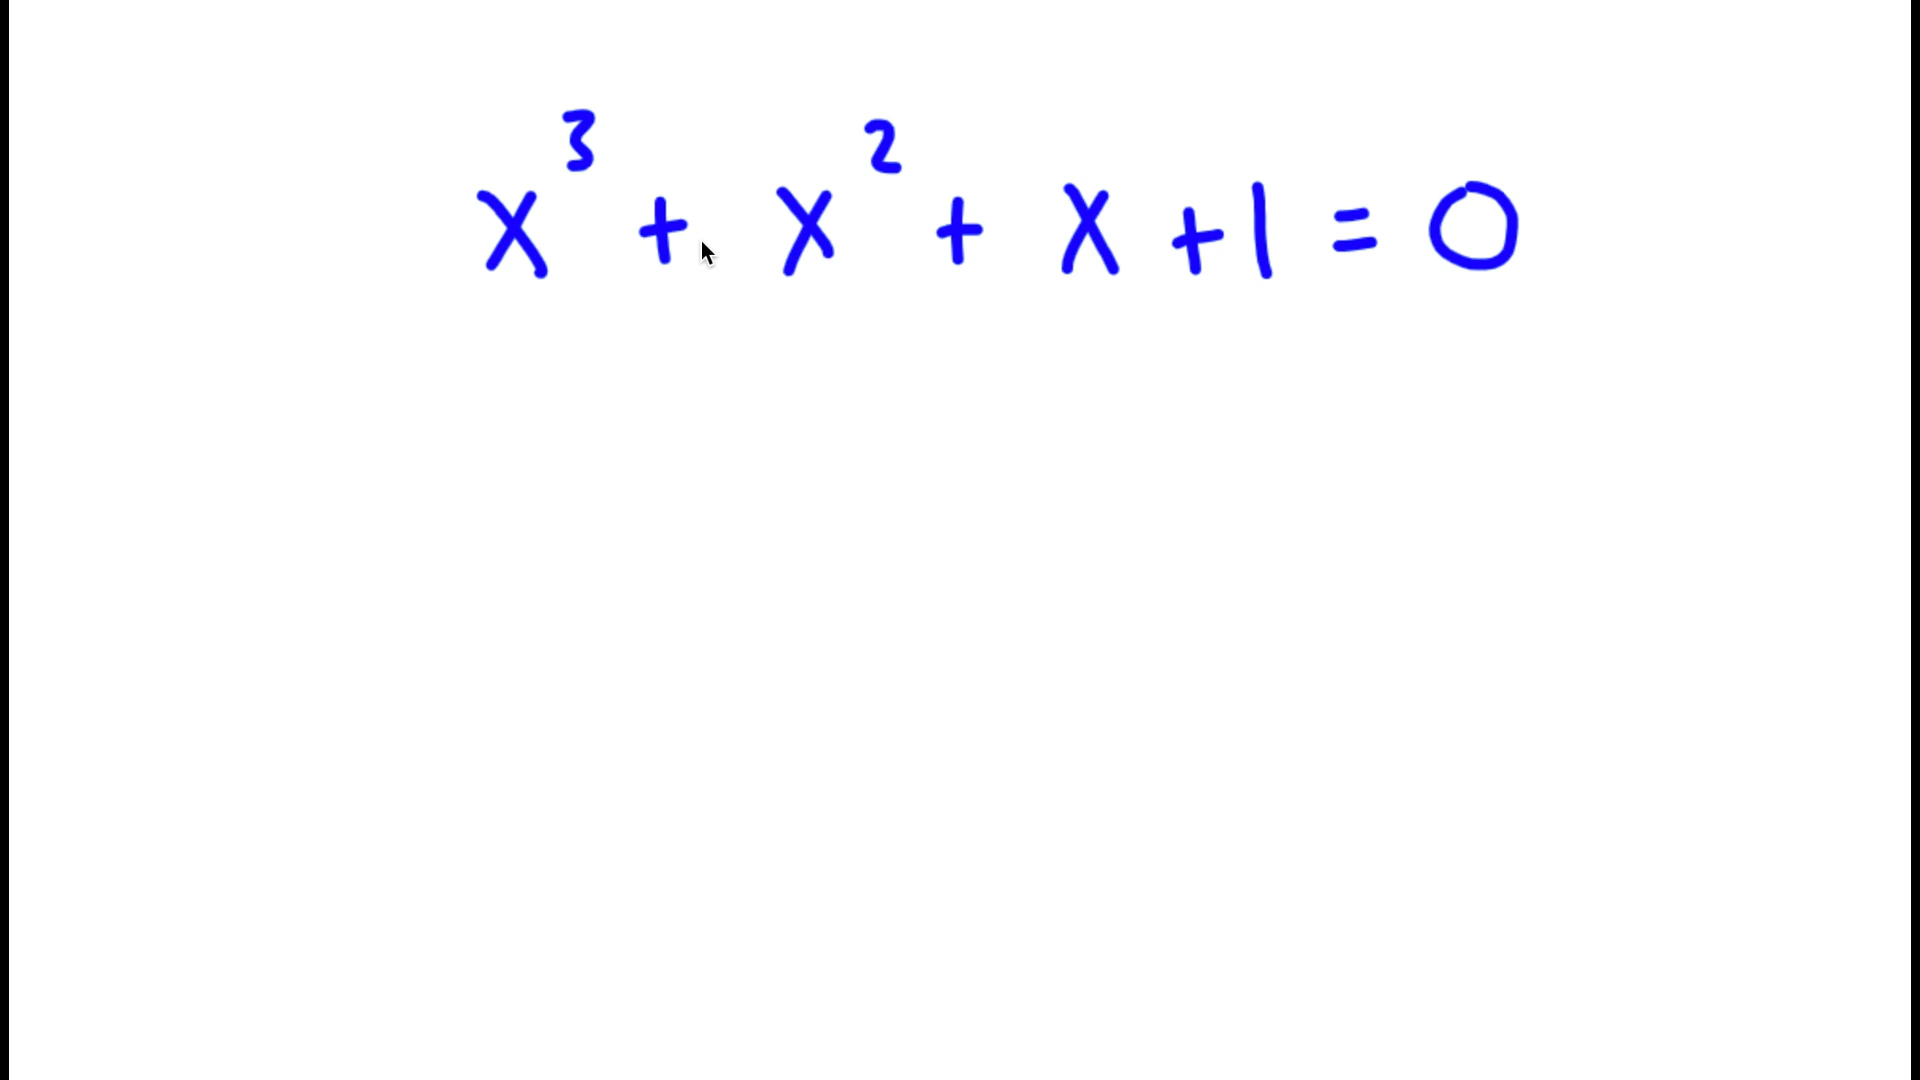 x³ + x² + x + 1 = 0